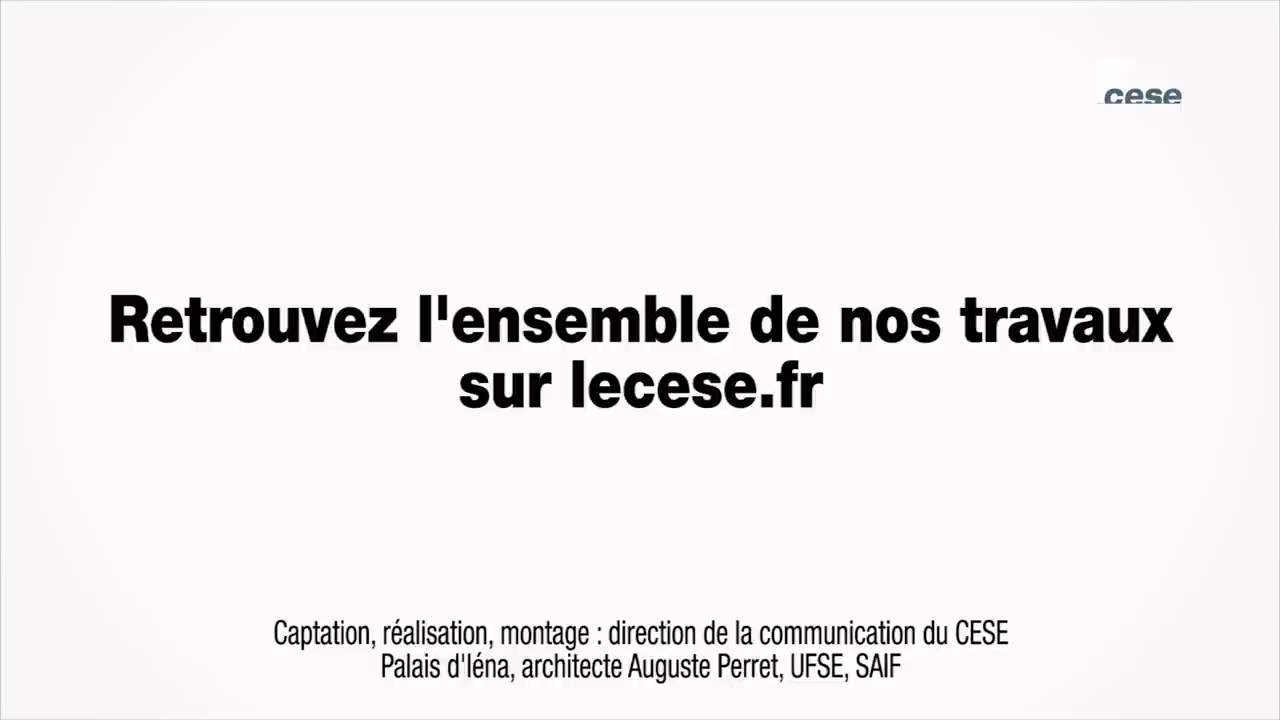 cese
Retrouvez l'ensemble de nos travaux
sur lecese.fr
Captation, réalisation, montage : direction de la communication du CESE
Palais d'Iéna, architecte Auguste Perret, UFSE, SAIF